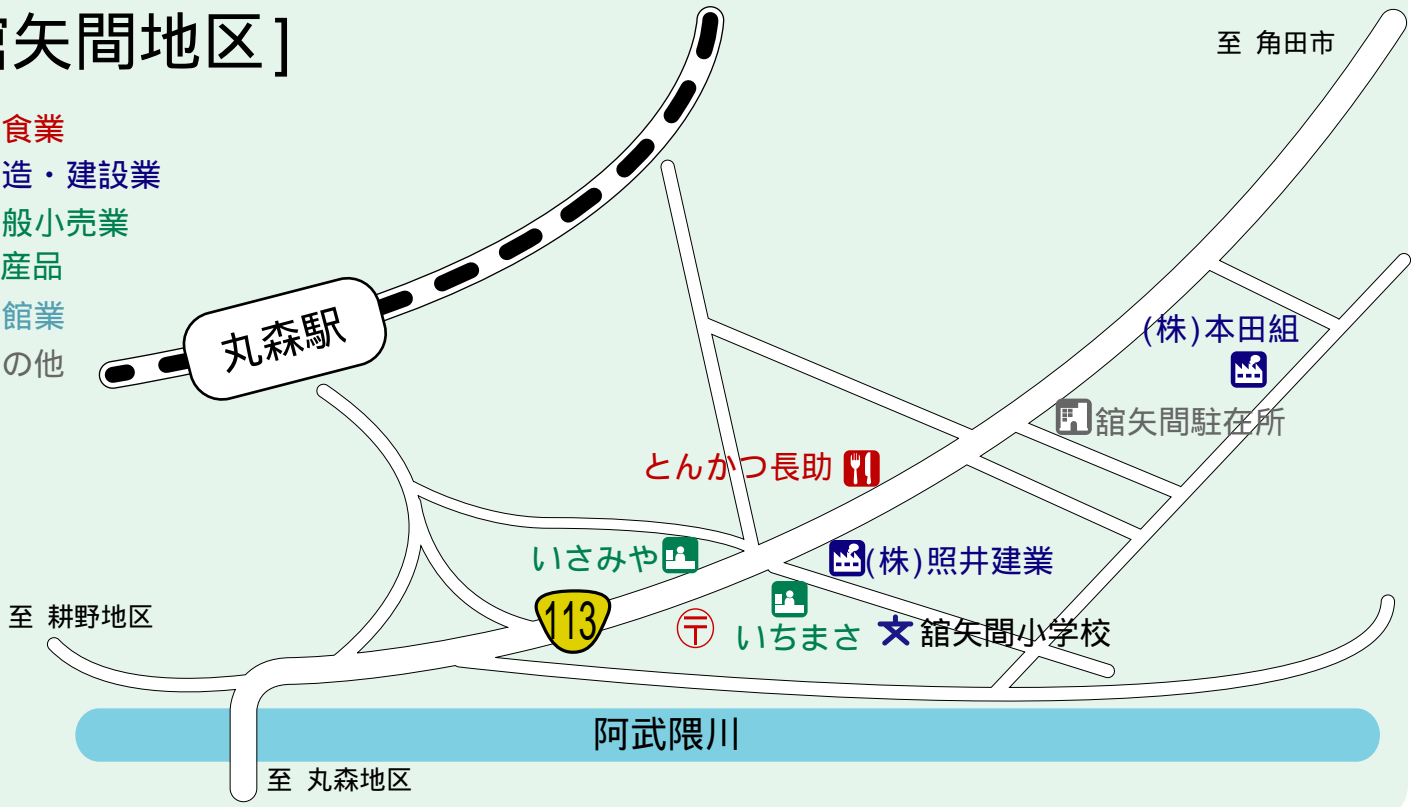 舘矢間地区]
食業
造・建設業
般小売業
産品
館業
の他
至 角田市
丸森駅
(株)本田組
舘矢間駐在所
とんかつ長助
いさみや
(株)照井建業
113
〒
いちまさ
文
舘矢間小学校
至 耕野地区
阿武隈川
至 丸森地区